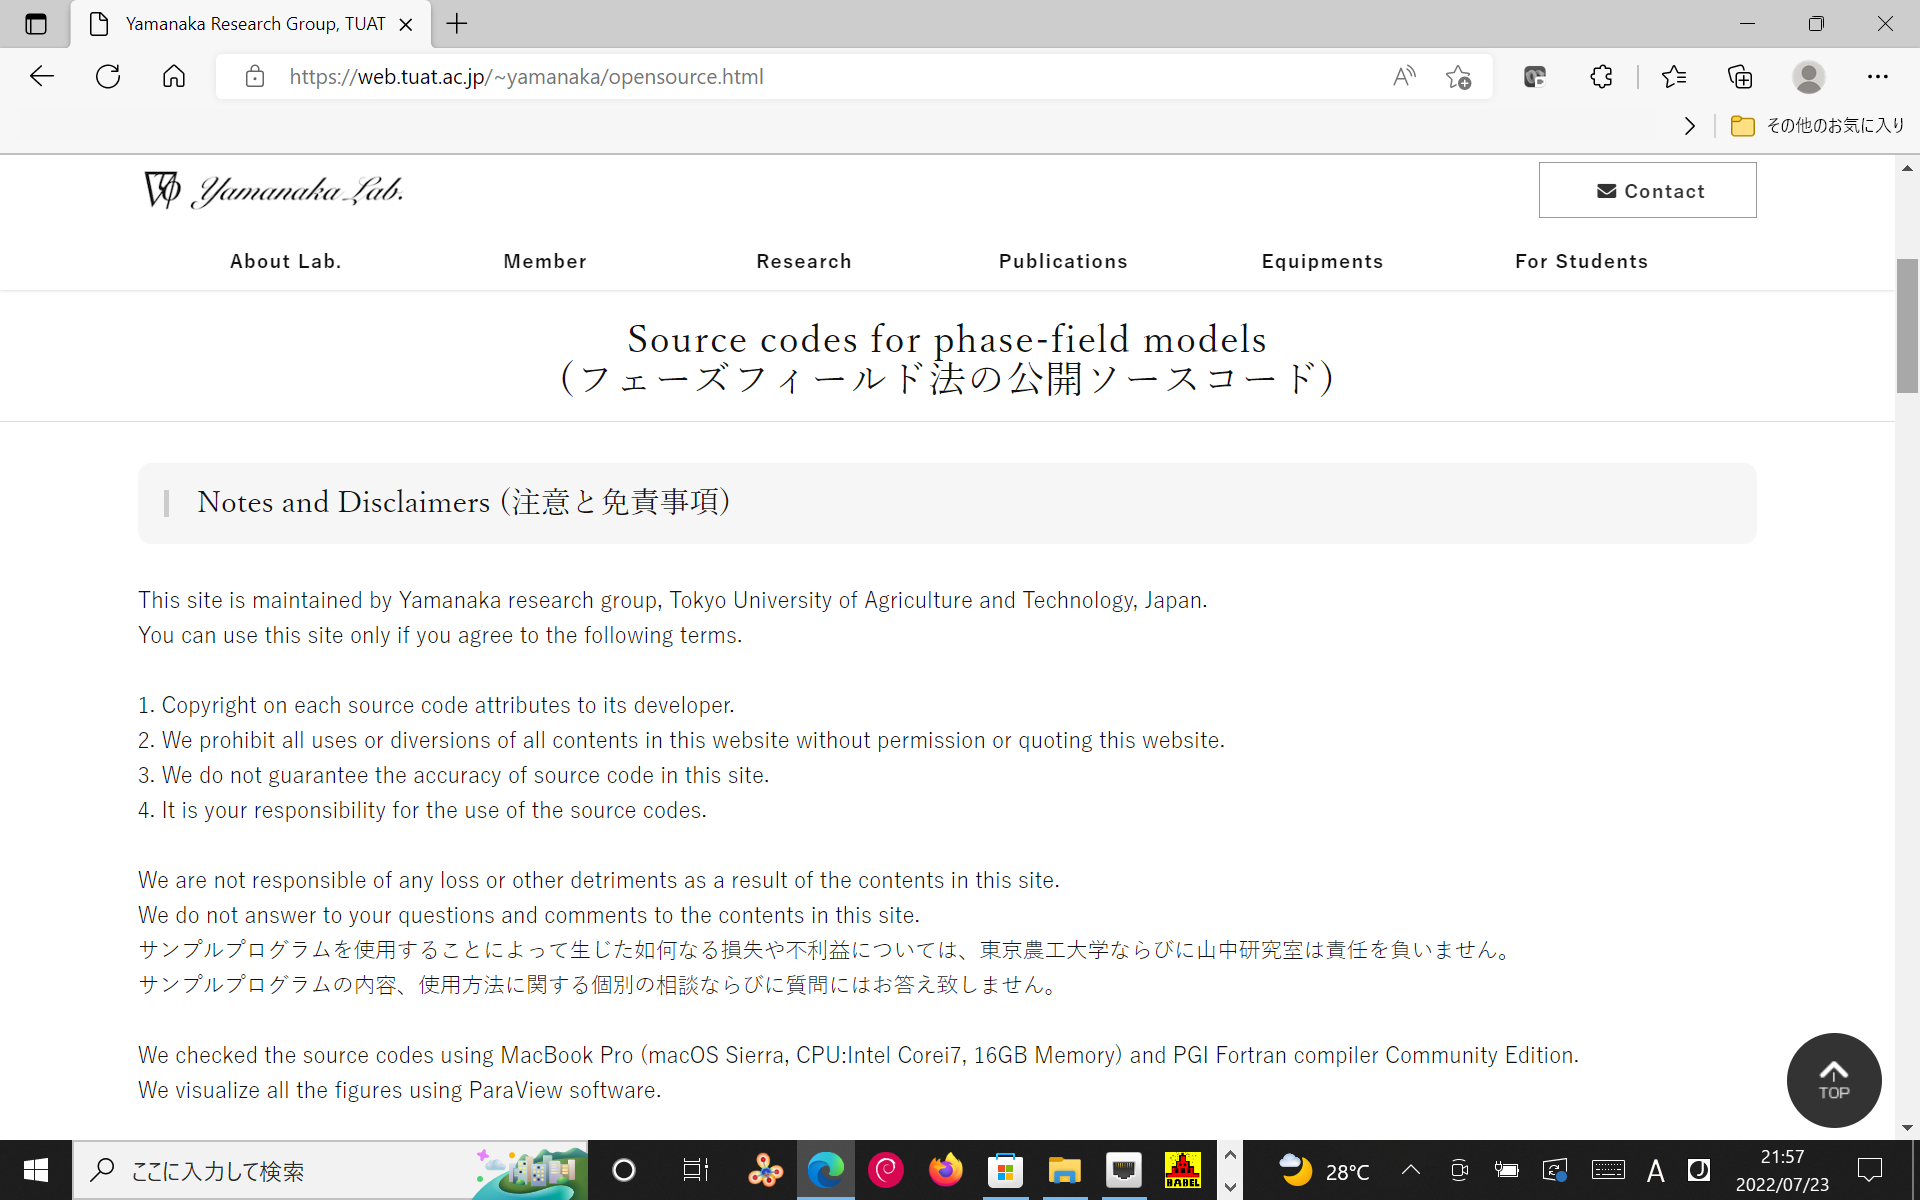 Yamanaka Research Group, TUAT
https://web.tuat.ac.jp/~yamanaka/opensource.html
その他のお気に入り
Yamanaka Lab.
Contact
About Lab. Member Research Publications Equipments For Students
Source codes for phase-field models
（フェーズフィールド法の公開ソースコード）
Notes and Disclaimers (注意と免責事項)
This site is maintained by Yamanaka research group, Tokyo University of Agriculture and Technology, Japan.
You can use this site only if you agree to the following terms.
1. Copyright on each source code attributes to its developer.
2. We prohibit all uses or diversions of all contents in this website without permission or quoting this website.
3. We do not guarantee the accuracy of source code in this site.
4. It is your responsibility for the use of the source codes.
We are not responsible of any loss or other detriments as a result of the contents in this site.
We do not answer to your questions and comments to the contents in this site.
サンプルプログラムを使用することによって生じた如何なる損失や不利益については、東京農工大学ならびに山中研究室は責任を負いません。
サンプルプログラムの内容、使用方法に関する個別の相談ならびに質問にはお答え致しません。
We checked the source codes using MacBook Pro (macOS Sierra, CPU:Intel Corei7, 16GB Memory) and PGI Fortran compiler Community Edition.
We visualize all the figures using ParaView software.
TOP
ここに入力して検索
BABEL
28°C
A
21:57
2022/07/23